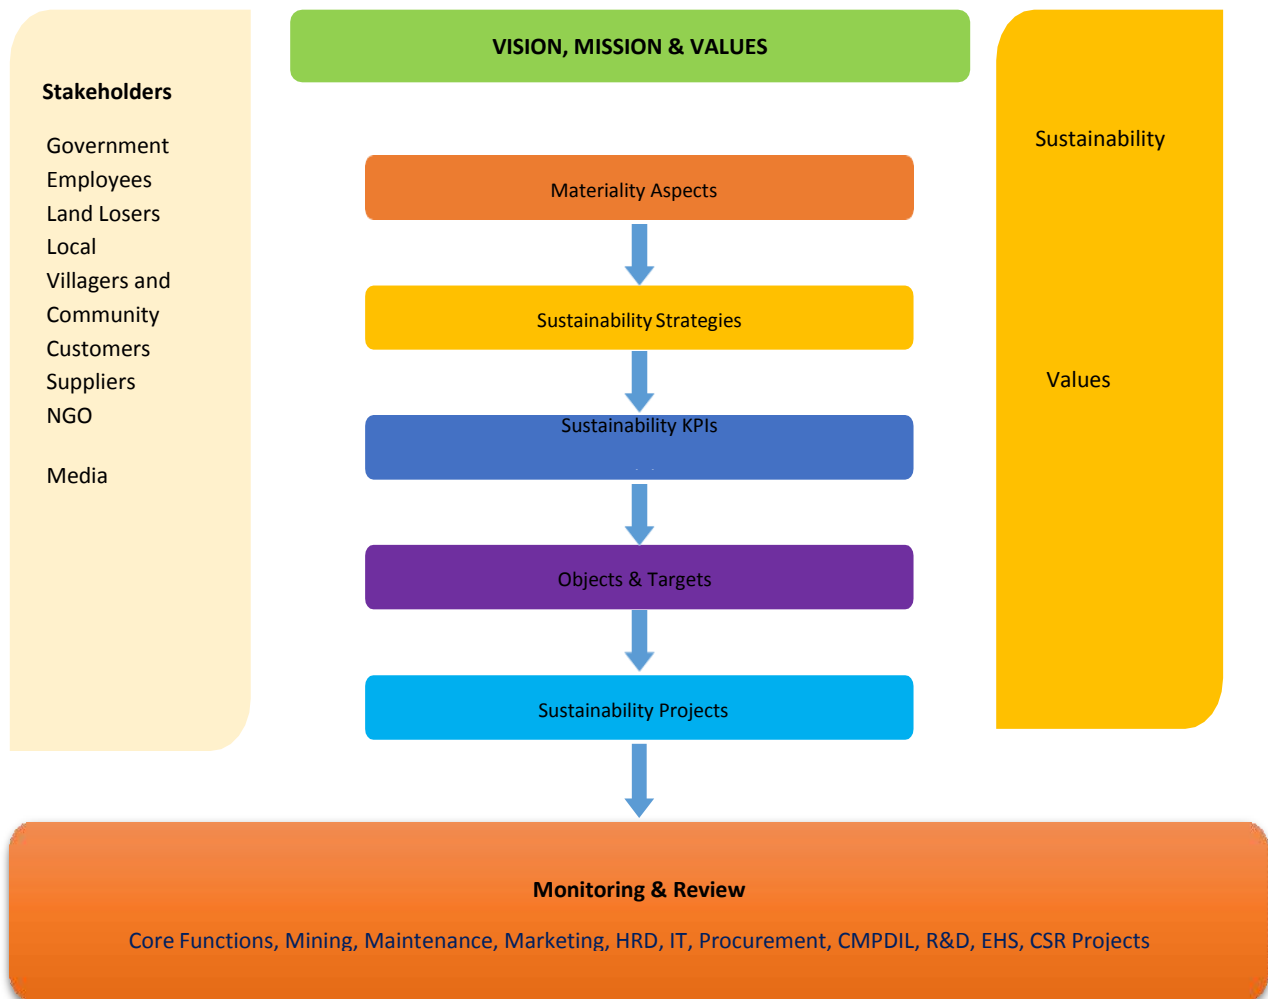 VISION, MISSION & VALUES
Stakeholders
Government
Employees
Land Losers
Local
Villagers and
Community
Customers
Suppliers
NGO
Media
Materiality Aspects
Sustainability Strategies
Sustainability KPIs
Objects & Targets
Sustainability Projects
Sustainability
Values
Monitoring & Review
Core Functions, Mining, Maintenance, Marketing, HRD, IT, Procurement, CMPDIL, R&D, EHS, CSR Projects